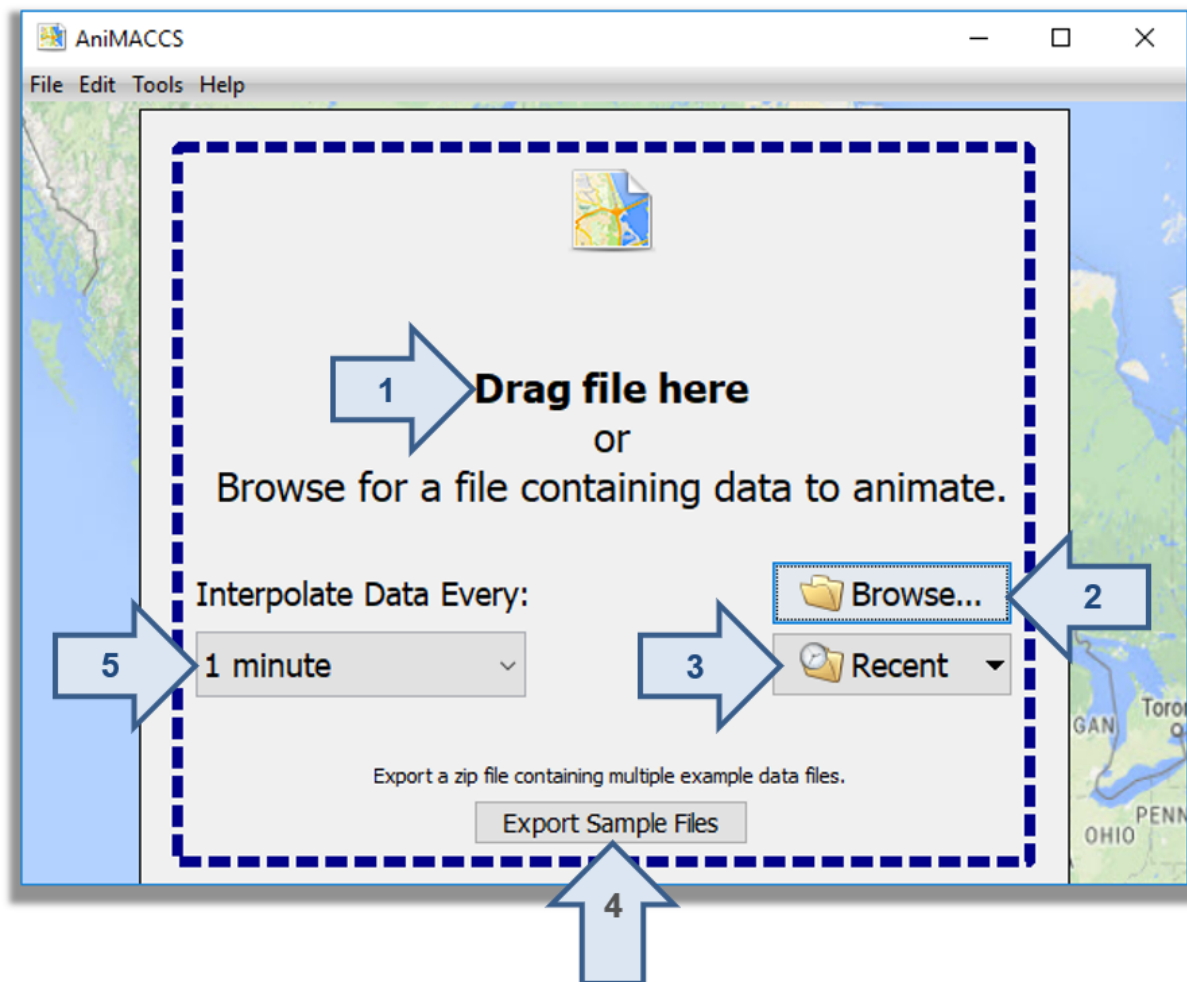 AniMACCS
File Edit Tools Help
1
Drag file here
or
Browse for a file containing data to animate.
Interpolate Data Every:
Browse...
2
5
1 minute
3
Recent
GAN
Toro
Export a zip file containing multiple example data files.
Export Sample Files
OHIO
PENN
4